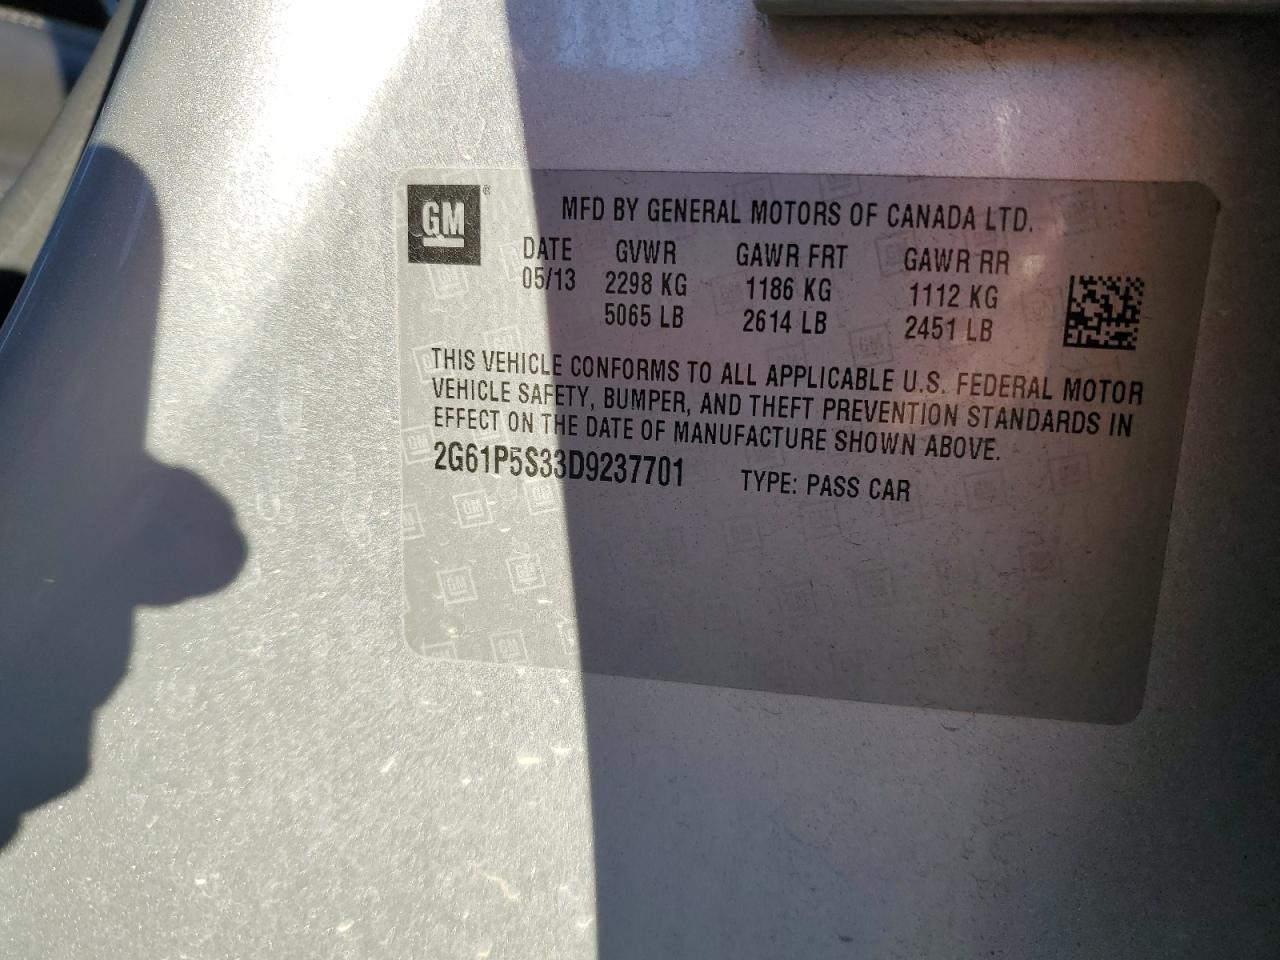 GM®
MFD BY GENERAL MOTORS OF CANADA LTD.
DATE GVWR GAWR FRT GAWR RR
05/13 2298 KG 1186 KG 1112 KG
5065 LB 2614 LB 2451 LB
THIS VEHICLE CONFORMS TO ALL APPLICABLE U.S. FEDERAL MOTOR
VEHICLE SAFETY, BUMPER, AND THEFT PREVENTION STANDARDS IN
EFFECT ON THE DATE OF MANUFACTURE SHOWN ABOVE.
2G61P5S33D9237701 TYPE: PASS CAR